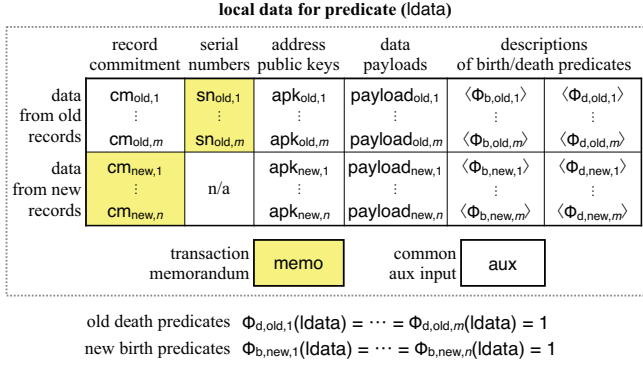 local data for predicate (ldata)
record commitment serial numbers address public keys data payloads descriptions of birth/death predicates
data from old records
cm_old,1 sn_old,1 apk_old,1 payload_old,1 ⟨Φ_b,old,1⟩ ⟨Φ_d,old,1⟩
⋮ ⋮ ⋮ ⋮ ⋮ ⋮
cm_old,m sn_old,m apk_old,m payload_old,m ⟨Φ_b,old,m⟩ ⟨Φ_d,old,m⟩
data from new records
cm_new,1 apk_new,1 payload_new,1 ⟨Φ_b,new,1⟩ ⟨Φ_d,new,1⟩
⋮ n/a ⋮ ⋮ ⋮ ⋮
cm_new,n apk_new,n payload_new,n ⟨Φ_b,new,m⟩ ⟨Φ_d,new,m⟩
transaction memorandum memo common aux input aux
old death predicates Φ_d,old,1(ldata) = ⋯ = Φ_d,old,m(ldata) = 1
new birth predicates Φ_b,new,1(ldata) = ⋯ = Φ_b,new,n(ldata) = 1